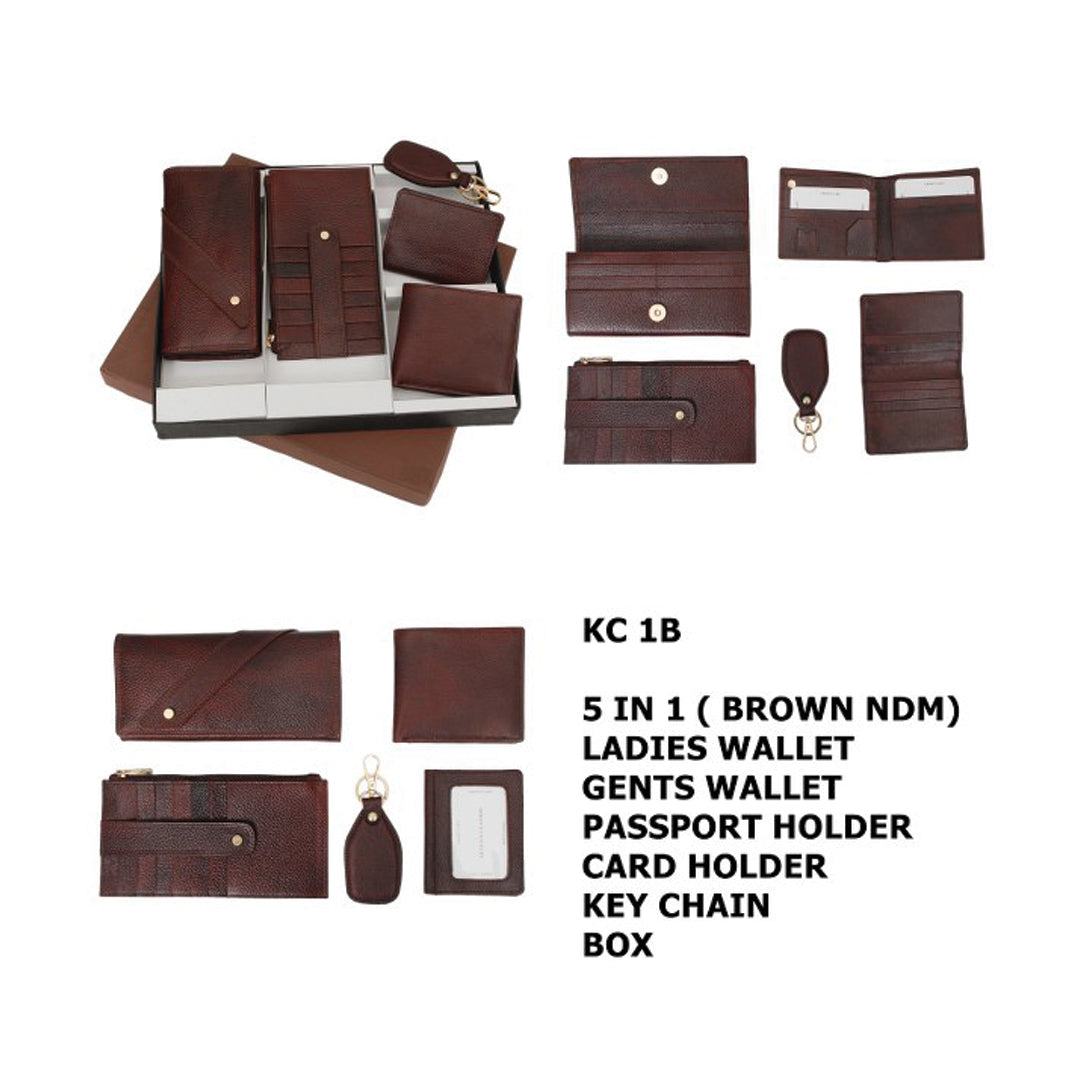 KC 1B
5 IN 1 ( BROWN NDM)
LADIES WALLET
GENTS WALLET
PASSPORT HOLDER
CARD HOLDER
KEY CHAIN
BOX